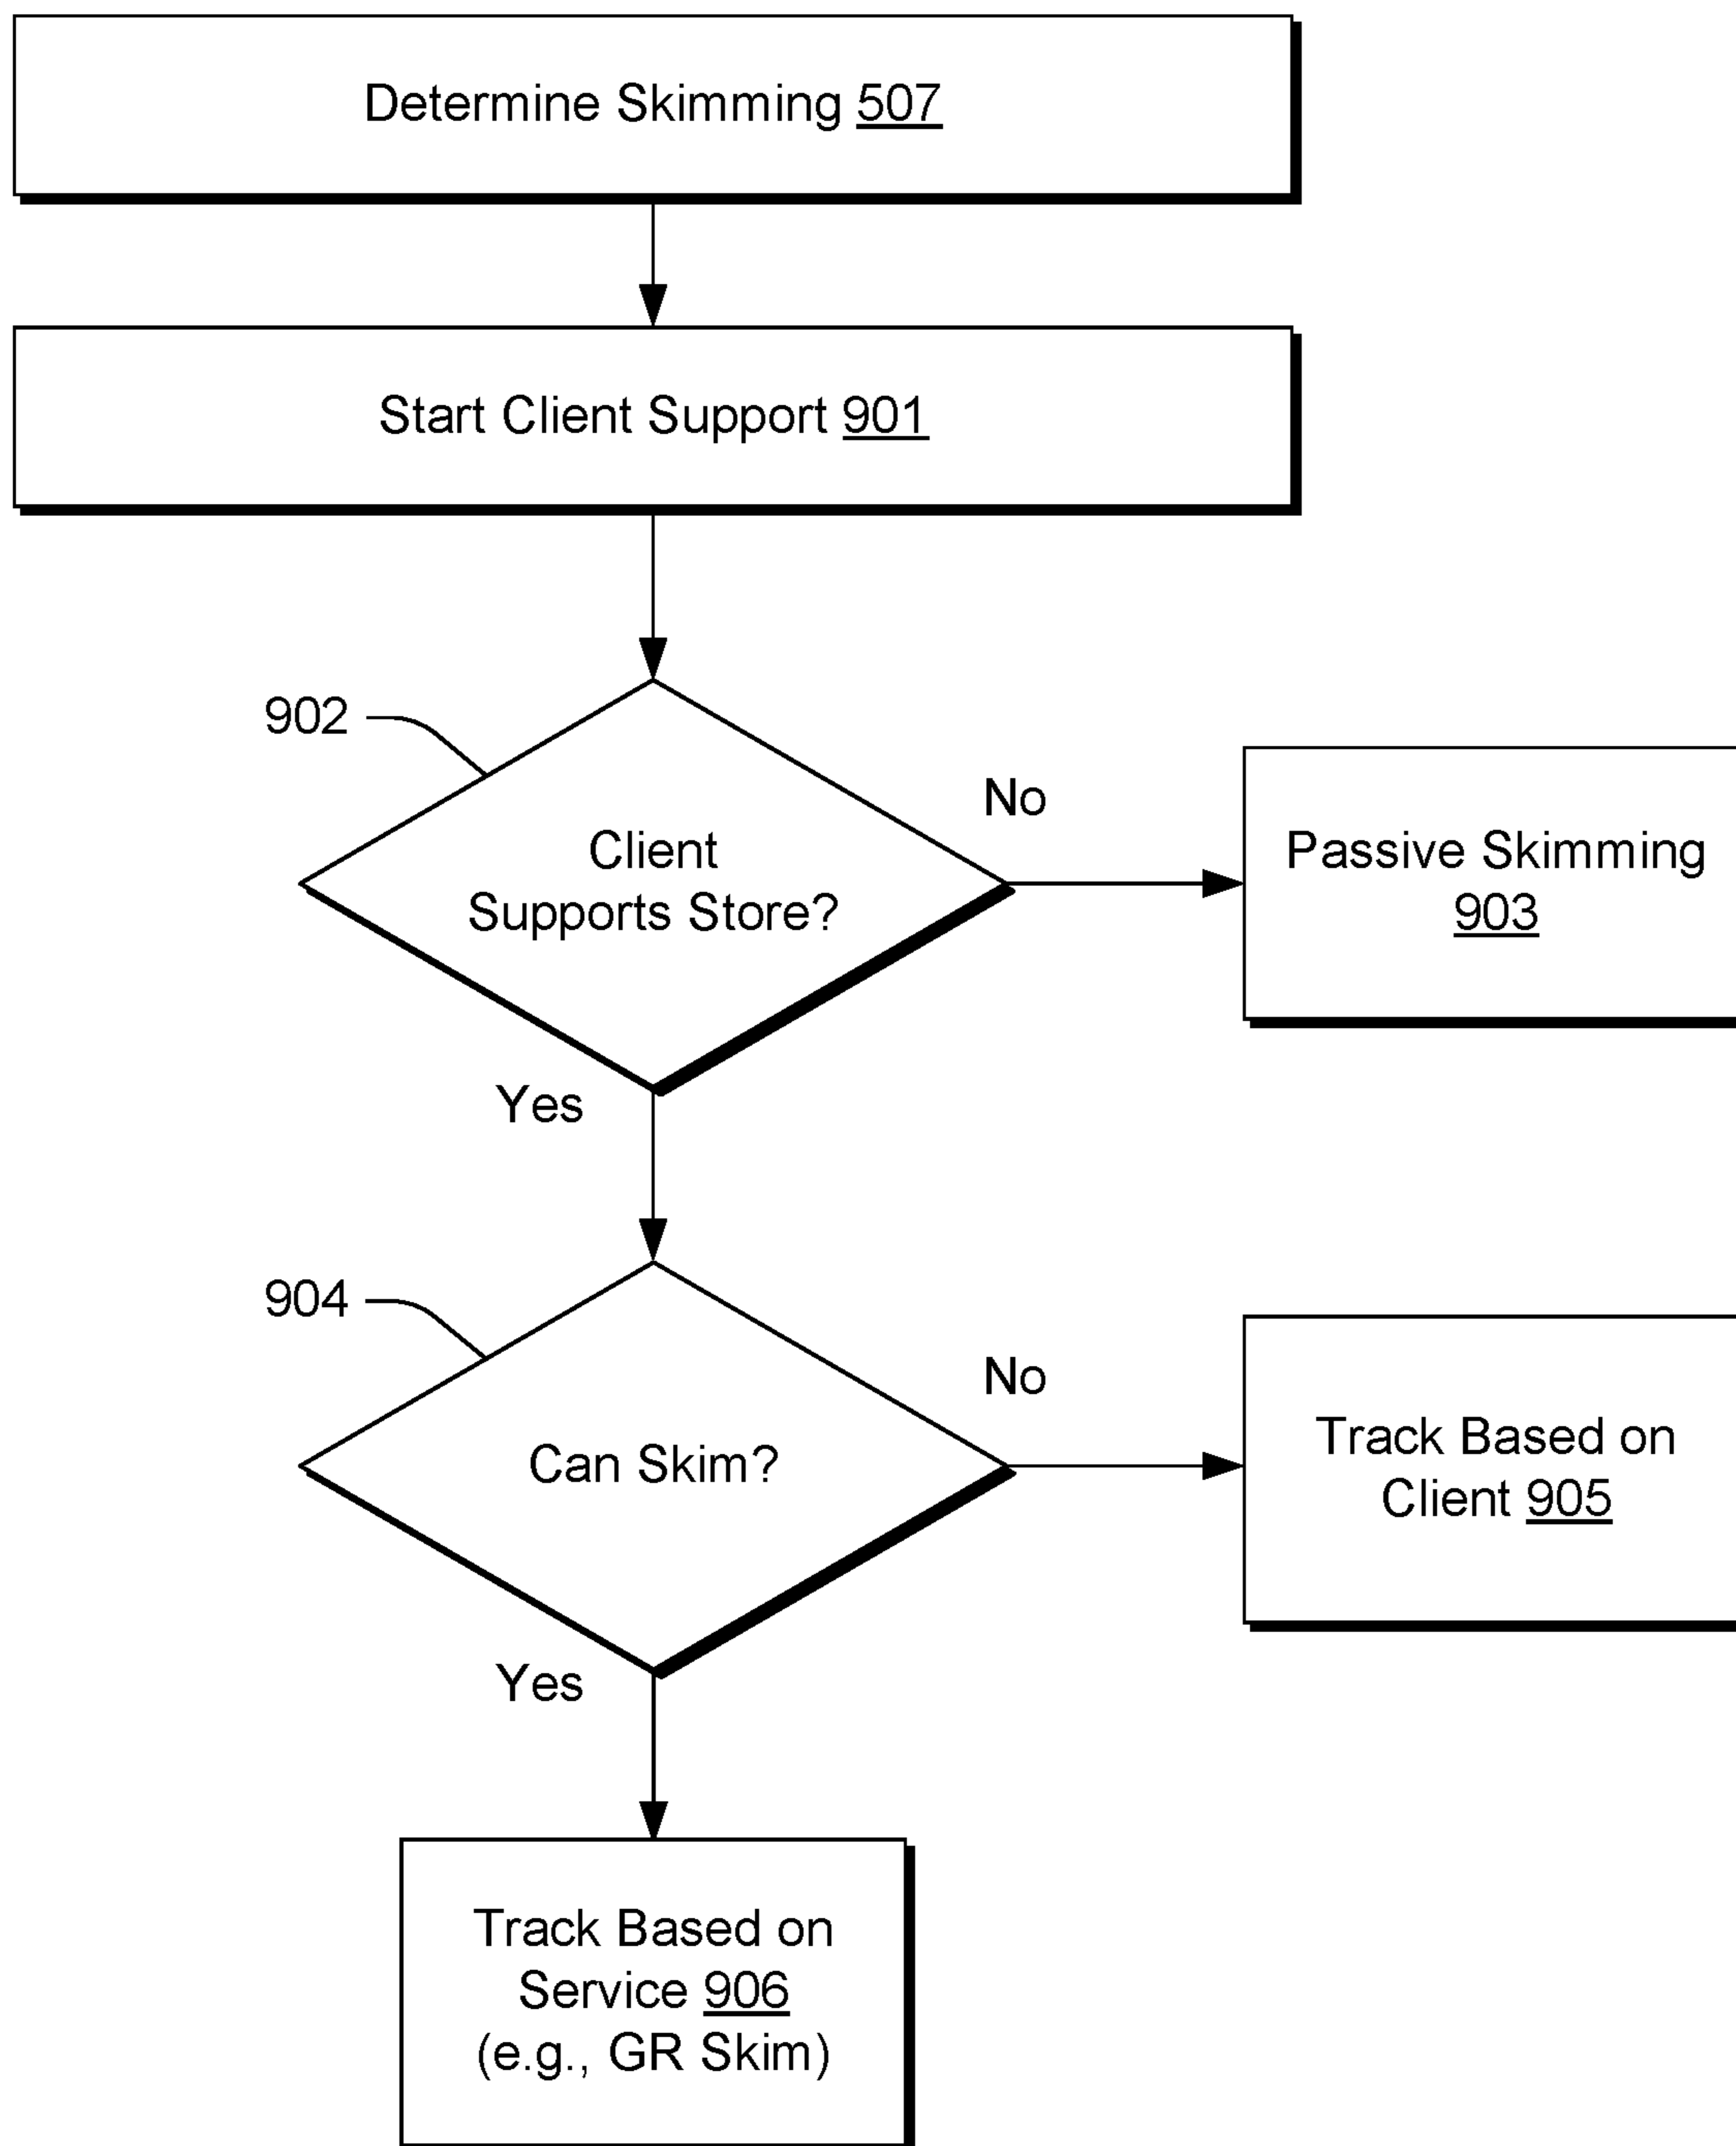 Determine Skimming 507
Start Client Support 901
902
Client
Supports Store?
No
Passive Skimming
903
Yes
904
Can Skim?
No
Track Based on
Client 905
Yes
Track Based on
Service 906
(e.g., GR Skim)